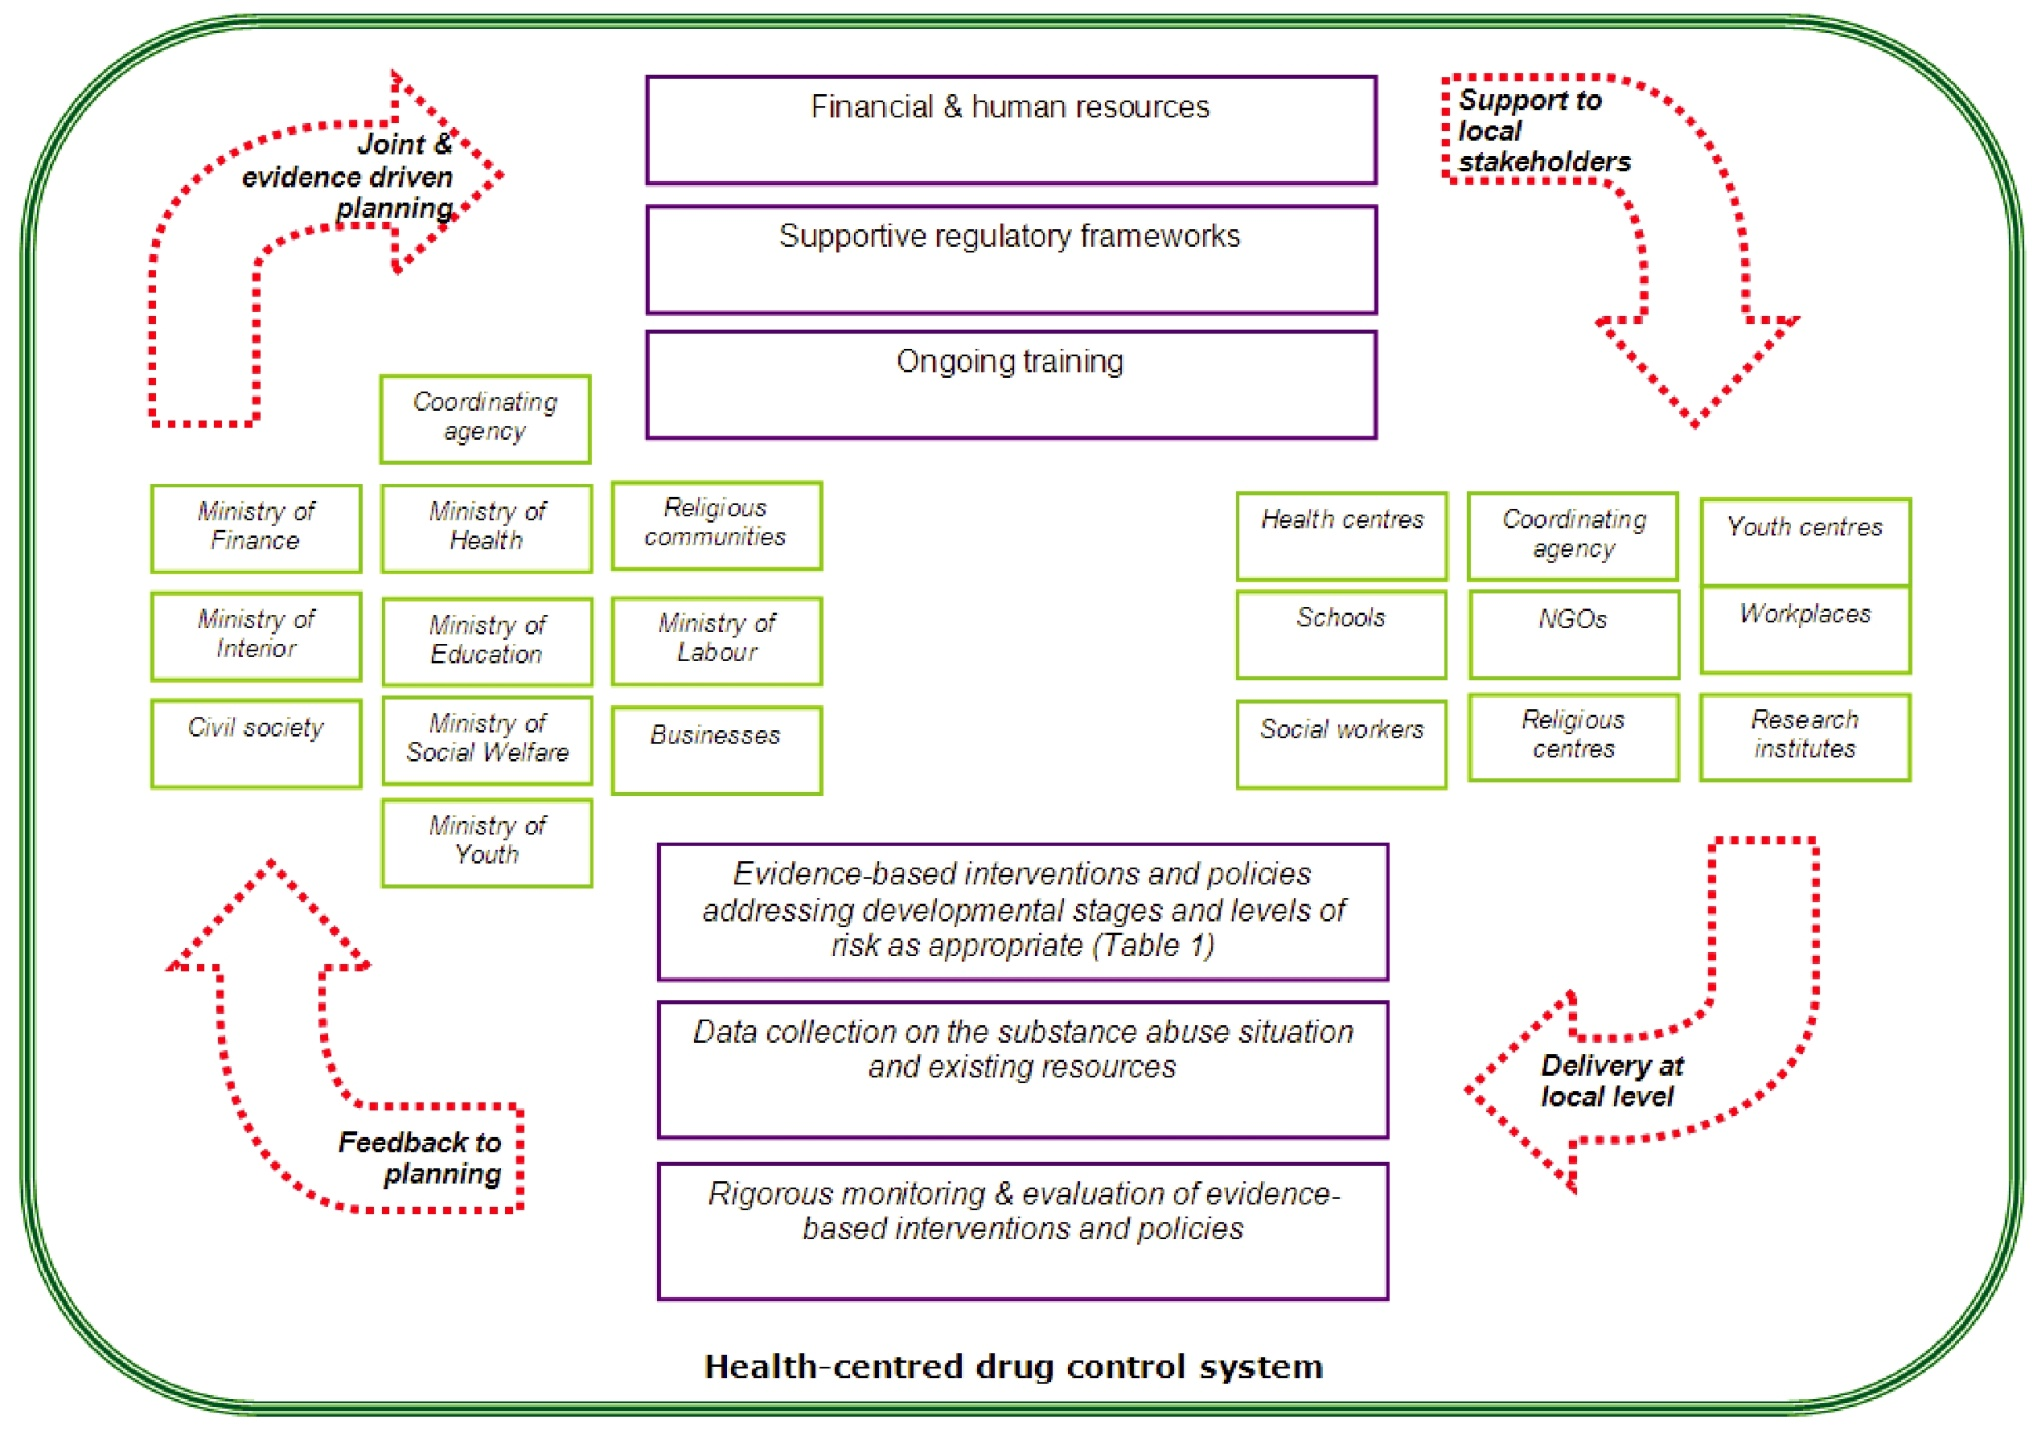 Financial & human resources
Supportive regulatory frameworks
Ongoing training
Joint &
evidence driven
planning
Support to
local
stakeholders
Coordinating
agency
Ministry of
Finance
Ministry of
Health
Religious
communities
Ministry of
Interior
Ministry of
Education
Ministry of
Labour
Civil society
Ministry of
Social Welfare
Businesses
Ministry of
Youth
Health centres
Coordinating
agency
Youth centres
Schools
NGOs
Workplaces
Social workers
Religious
centres
Research
institutes
Evidence-based interventions and policies
addressing developmental stages and levels of
risk as appropriate (Table 1)
Data collection on the substance abuse situation
and existing resources
Rigorous monitoring & evaluation of evidence-
based interventions and policies
Delivery at
local level
Feedback to
planning
Health-centred drug control system